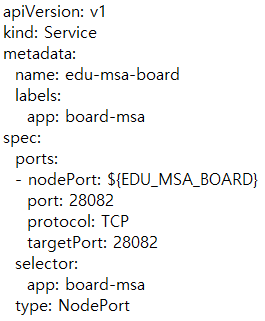 apiVersion: v1
kind: Service
metadata:
  name: edu-msa-board
  labels:
    app: board-msa
spec:
  ports:
  - nodePort: ${EDU_MSA_BOARD}
    port: 28082
    protocol: TCP
    targetPort: 28082
  selector:
    app: board-msa
  type: NodePort